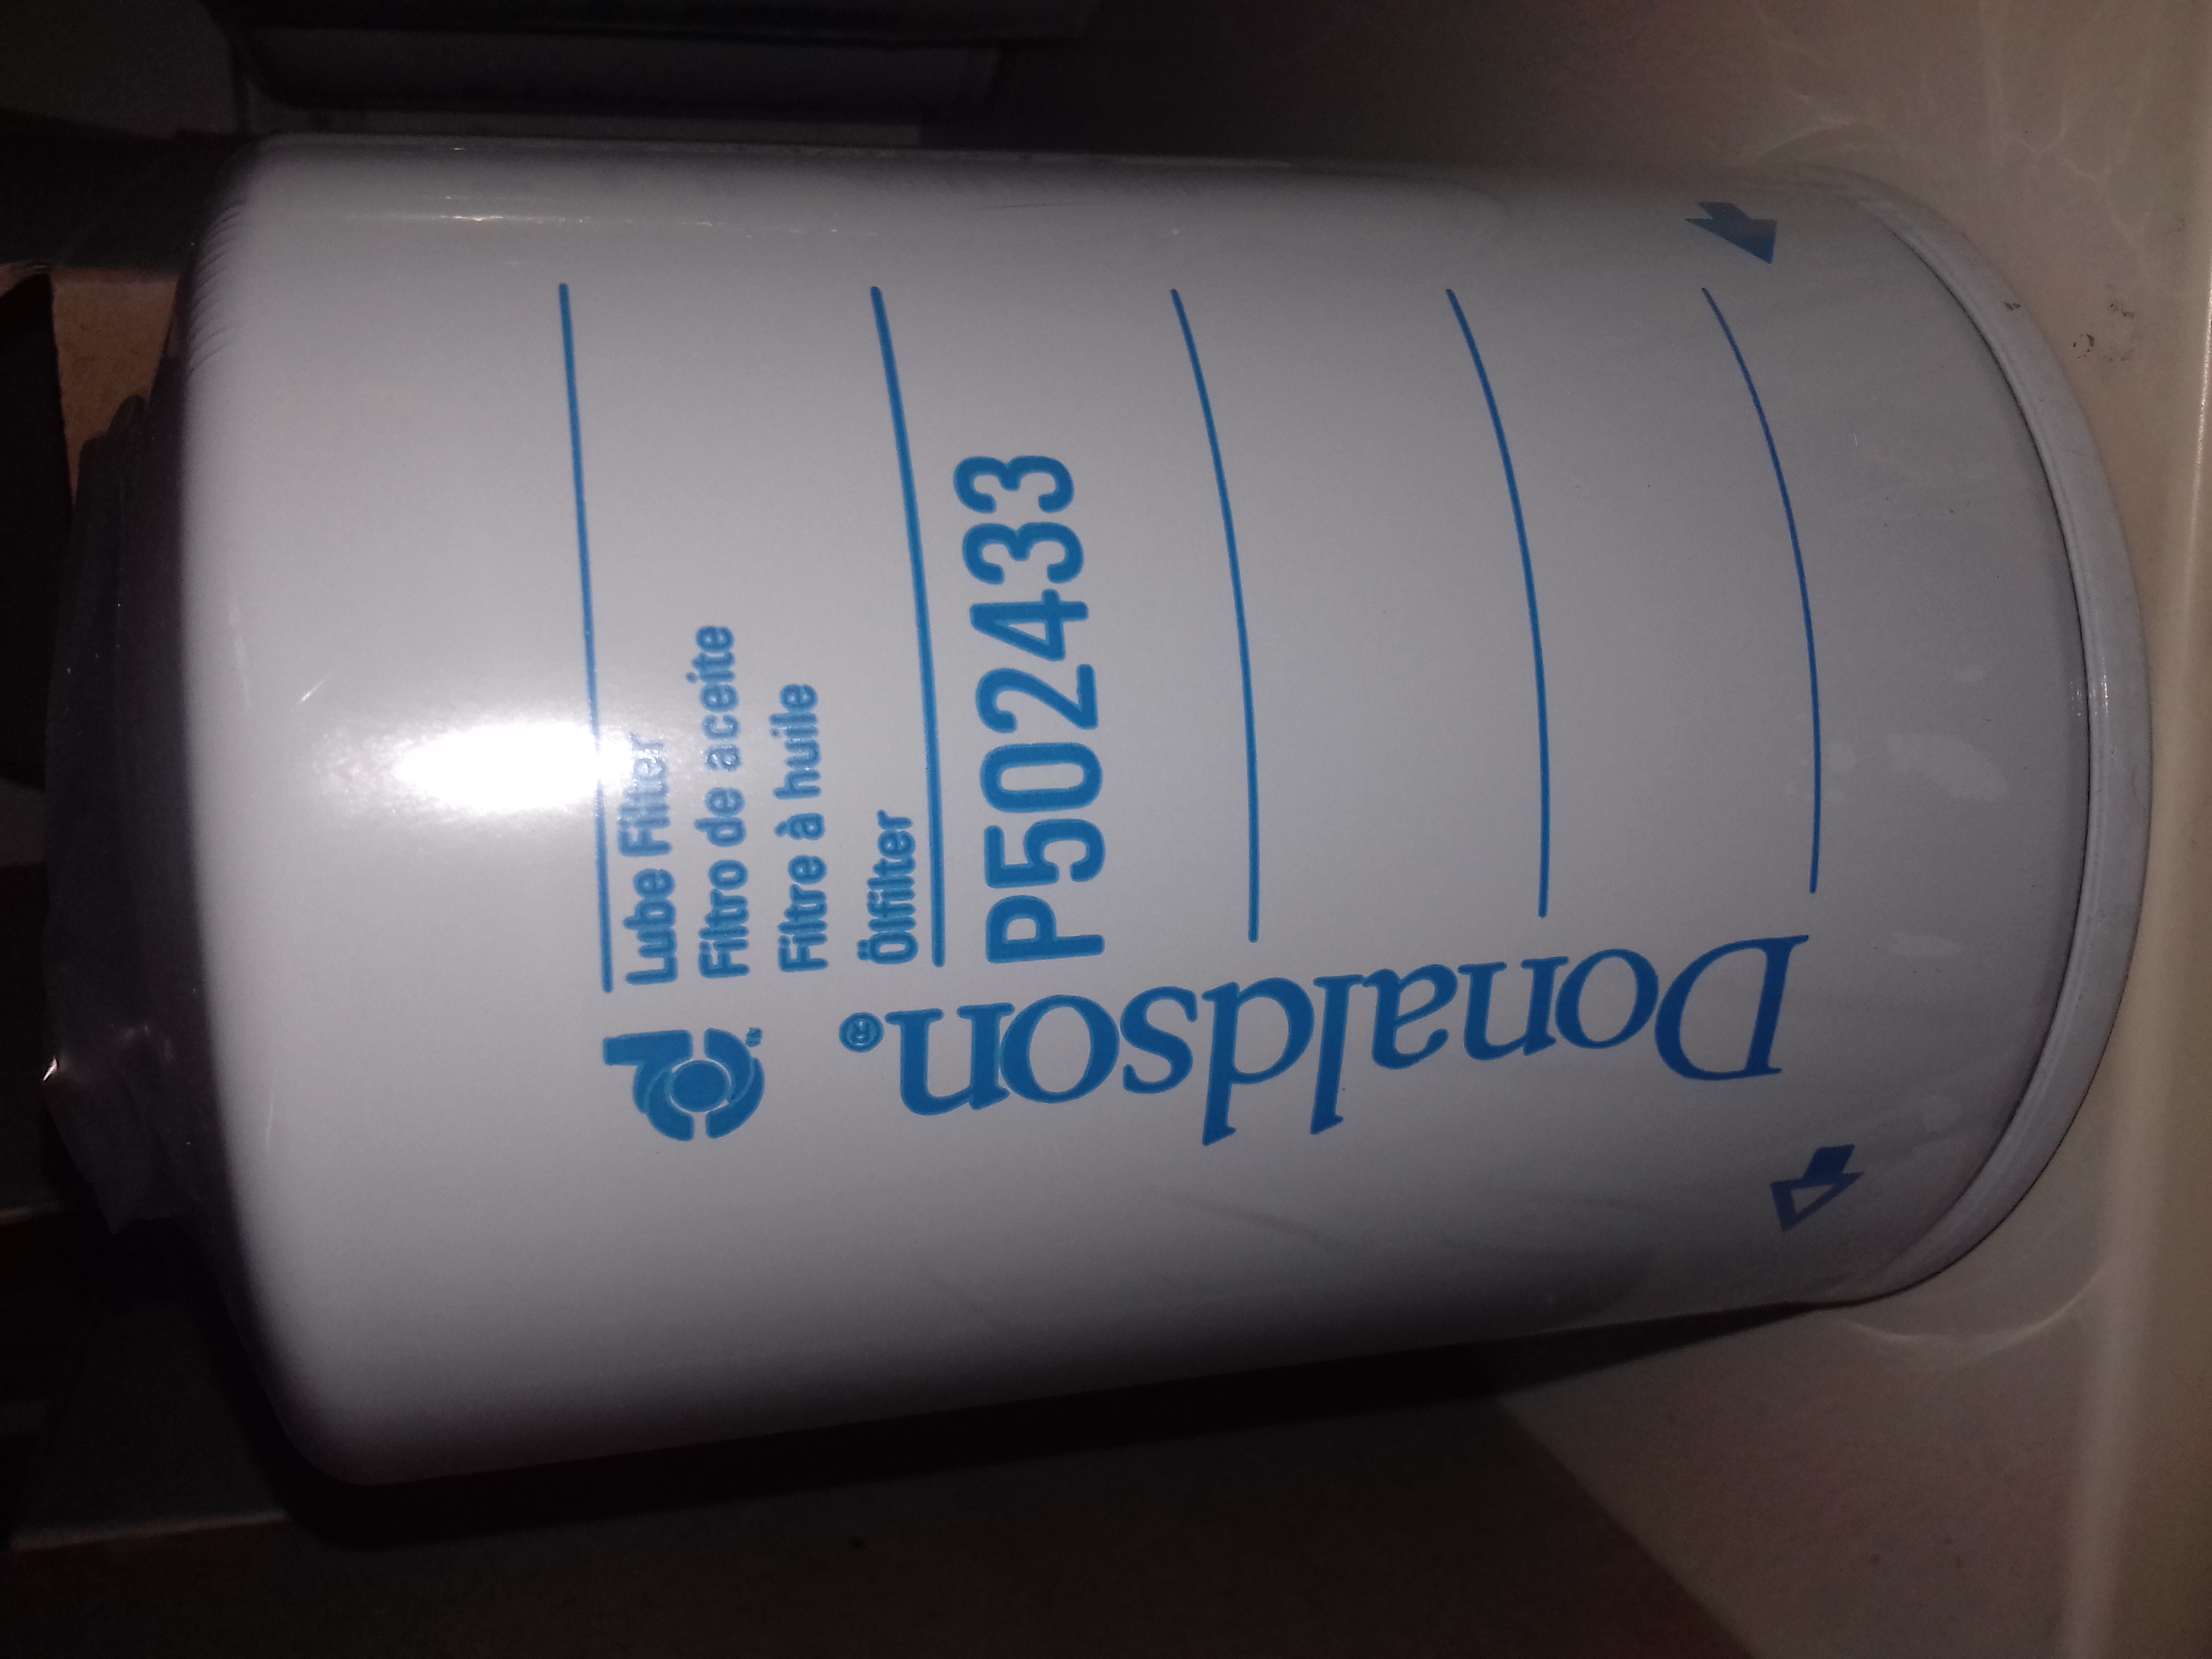 Donaldson®
Lube Filter
Filtro de aceite
Filtre à huile
Ölfilter
P502433